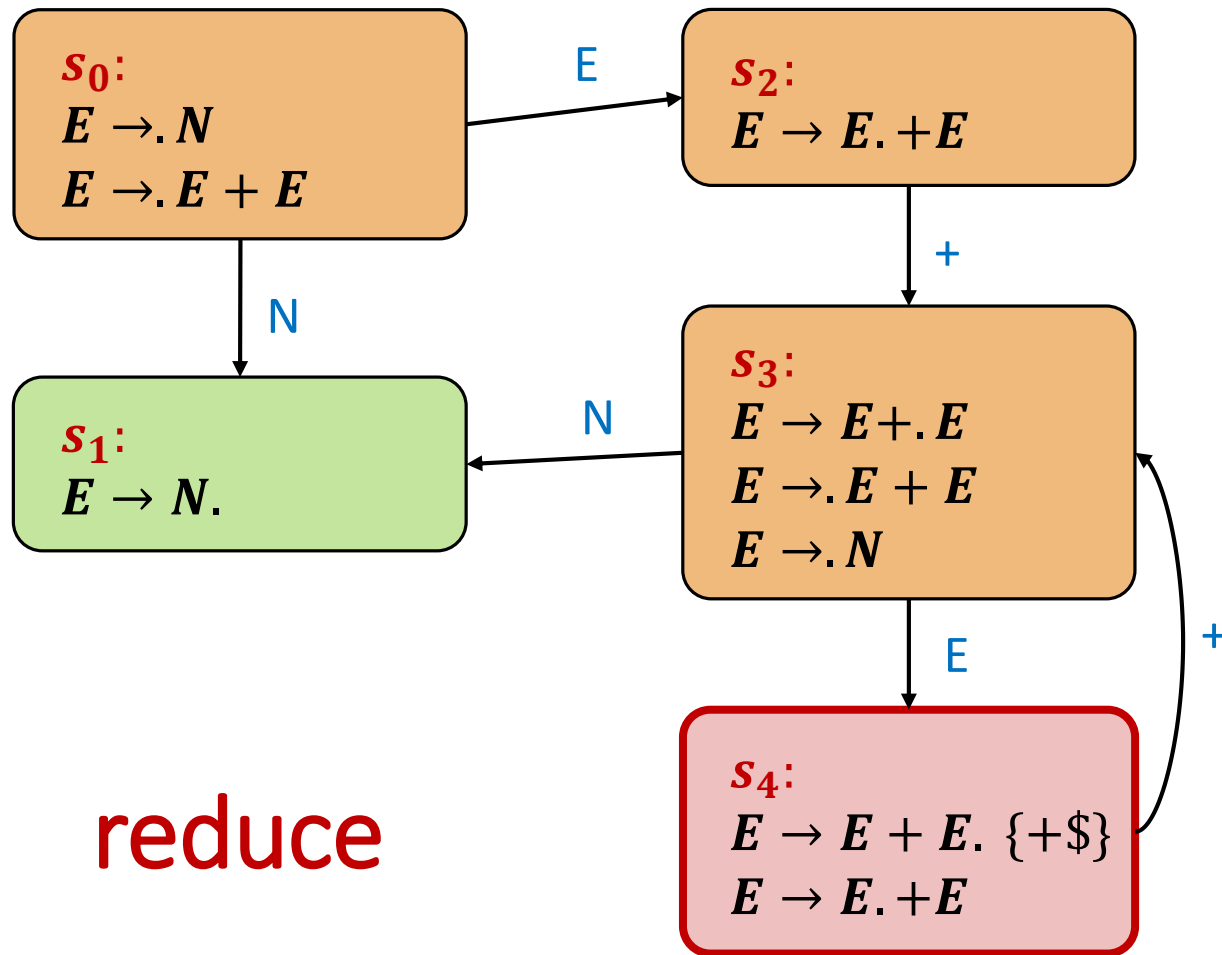 s₀:
E →. N
E →. E + E
E
s₂:
E → E. +E
+
N
s₁:
E → N.
N
s₃:
E → E+. E
E →. E + E
E →. N
E
+
s₄:
E → E + E. {+$}
E → E. +E
reduce